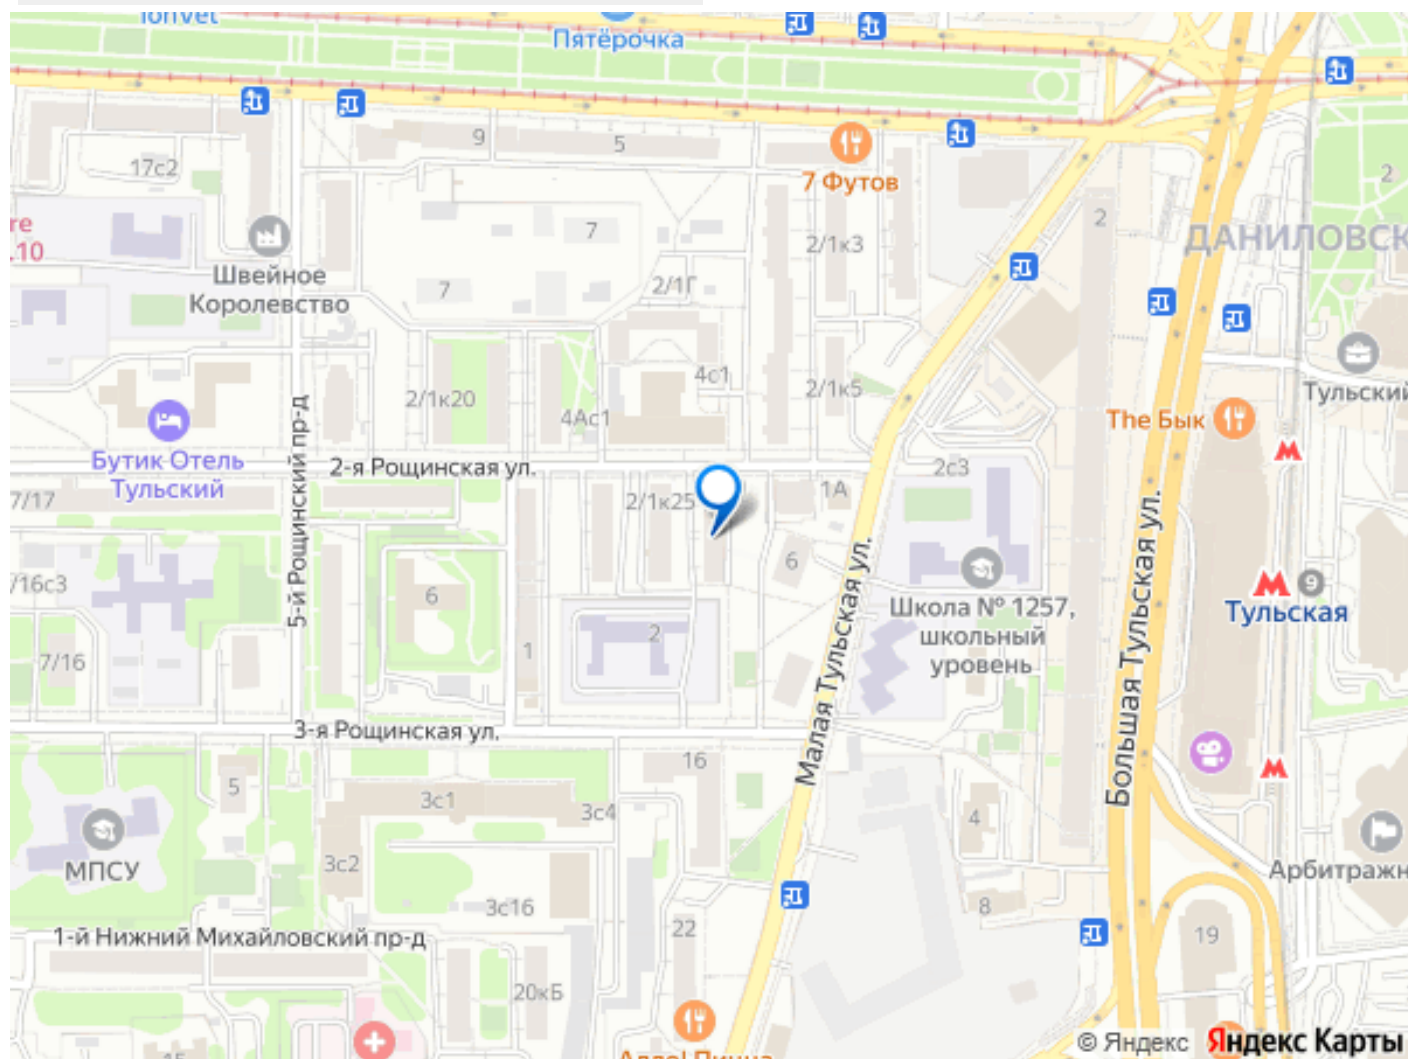 TonVet
Пятёрочка
9
5
17с2
7 Футов
2
re
.10
7
2/1к3
ДАНИЛОВСК
Швейное
Королевство
7
2/1Г
4с1
2/1к5
Тульский
2/1к20
4Ас1
The Бык
Бутик Отель
Тульский
5-й Рощинский пр-д
2-я Рощинская ул.
2с3
7/17
2/1к25
1А
6
Школа № 1257,
школьный
уровень
9
Тульская
/16с3
6
2
7/16
1
Малая Тульская ул.
Большая Тульская ул.
3-я Рощинская ул.
16
5
3с1
3с4
4
МПСУ
3с2
Арбитражн
3с16
8
22
19
1-й Нижний Михайловский пр-д
20кБ
© Яндекс Яндекс Карты